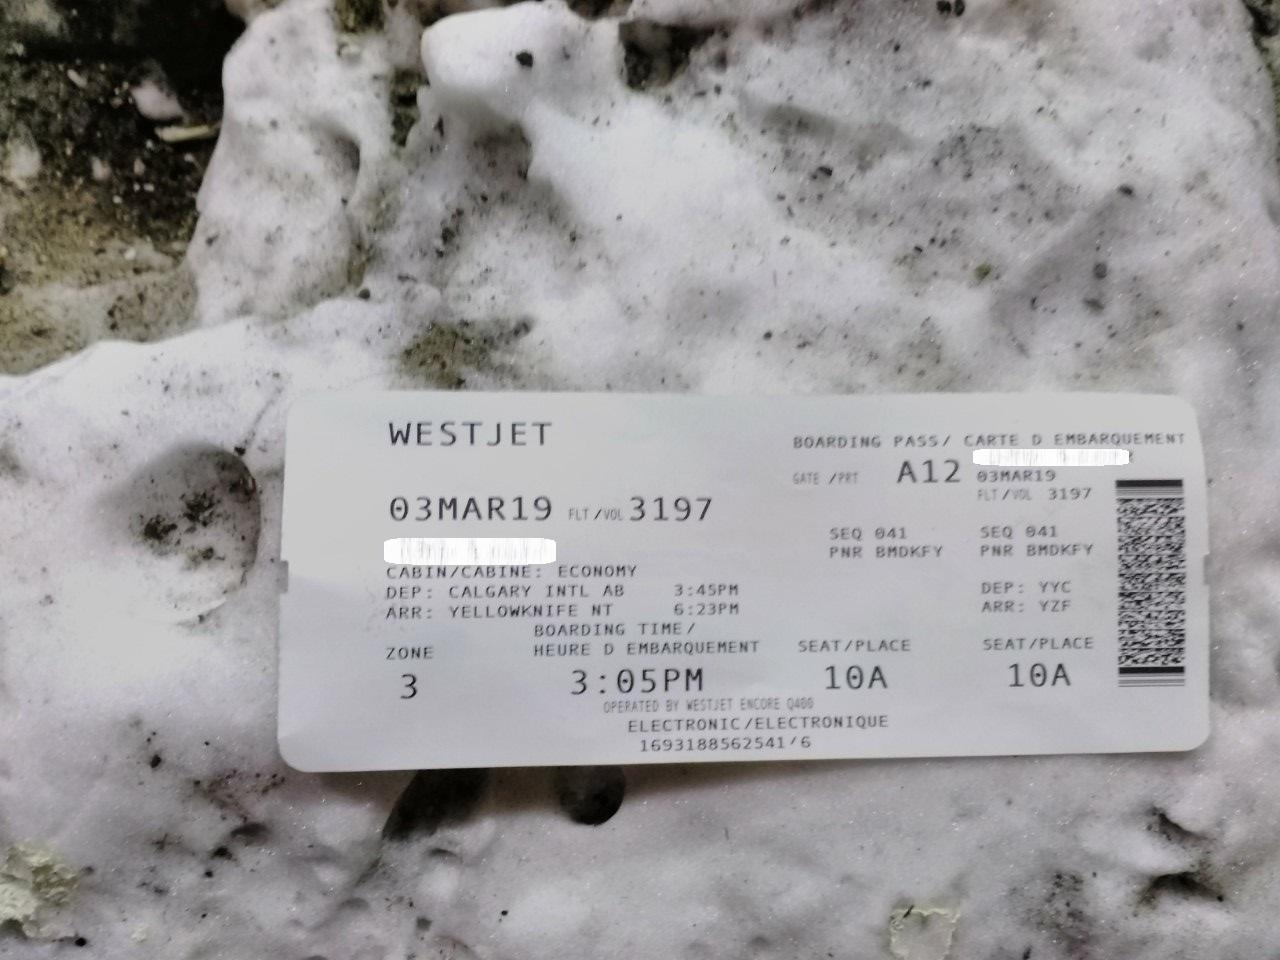 WESTJET
BOARDING PASS/ CARTE D EMBARQUEMENT
GATE /PRT A12 03MAR19
FLT/VOL 3197
03MAR19 FLT/VOL 3197
SEQ 041 SEQ 041
PNR BMDKFY PNR BMDKFY
CABIN/CABINE: ECONOMY
DEP: CALGARY INTL AB 3:45PM DEP: YYC
ARR: YELLOWKNIFE NT 6:23PM ARR: YZF
BOARDING TIME/
ZONE HEURE D EMBARQUEMENT SEAT/PLACE SEAT/PLACE
3 3:05PM 10A 10A
OPERATED BY WESTJET ENCORE Q400
ELECTRONIC/ELECTRONIQUE
1693188562541/6